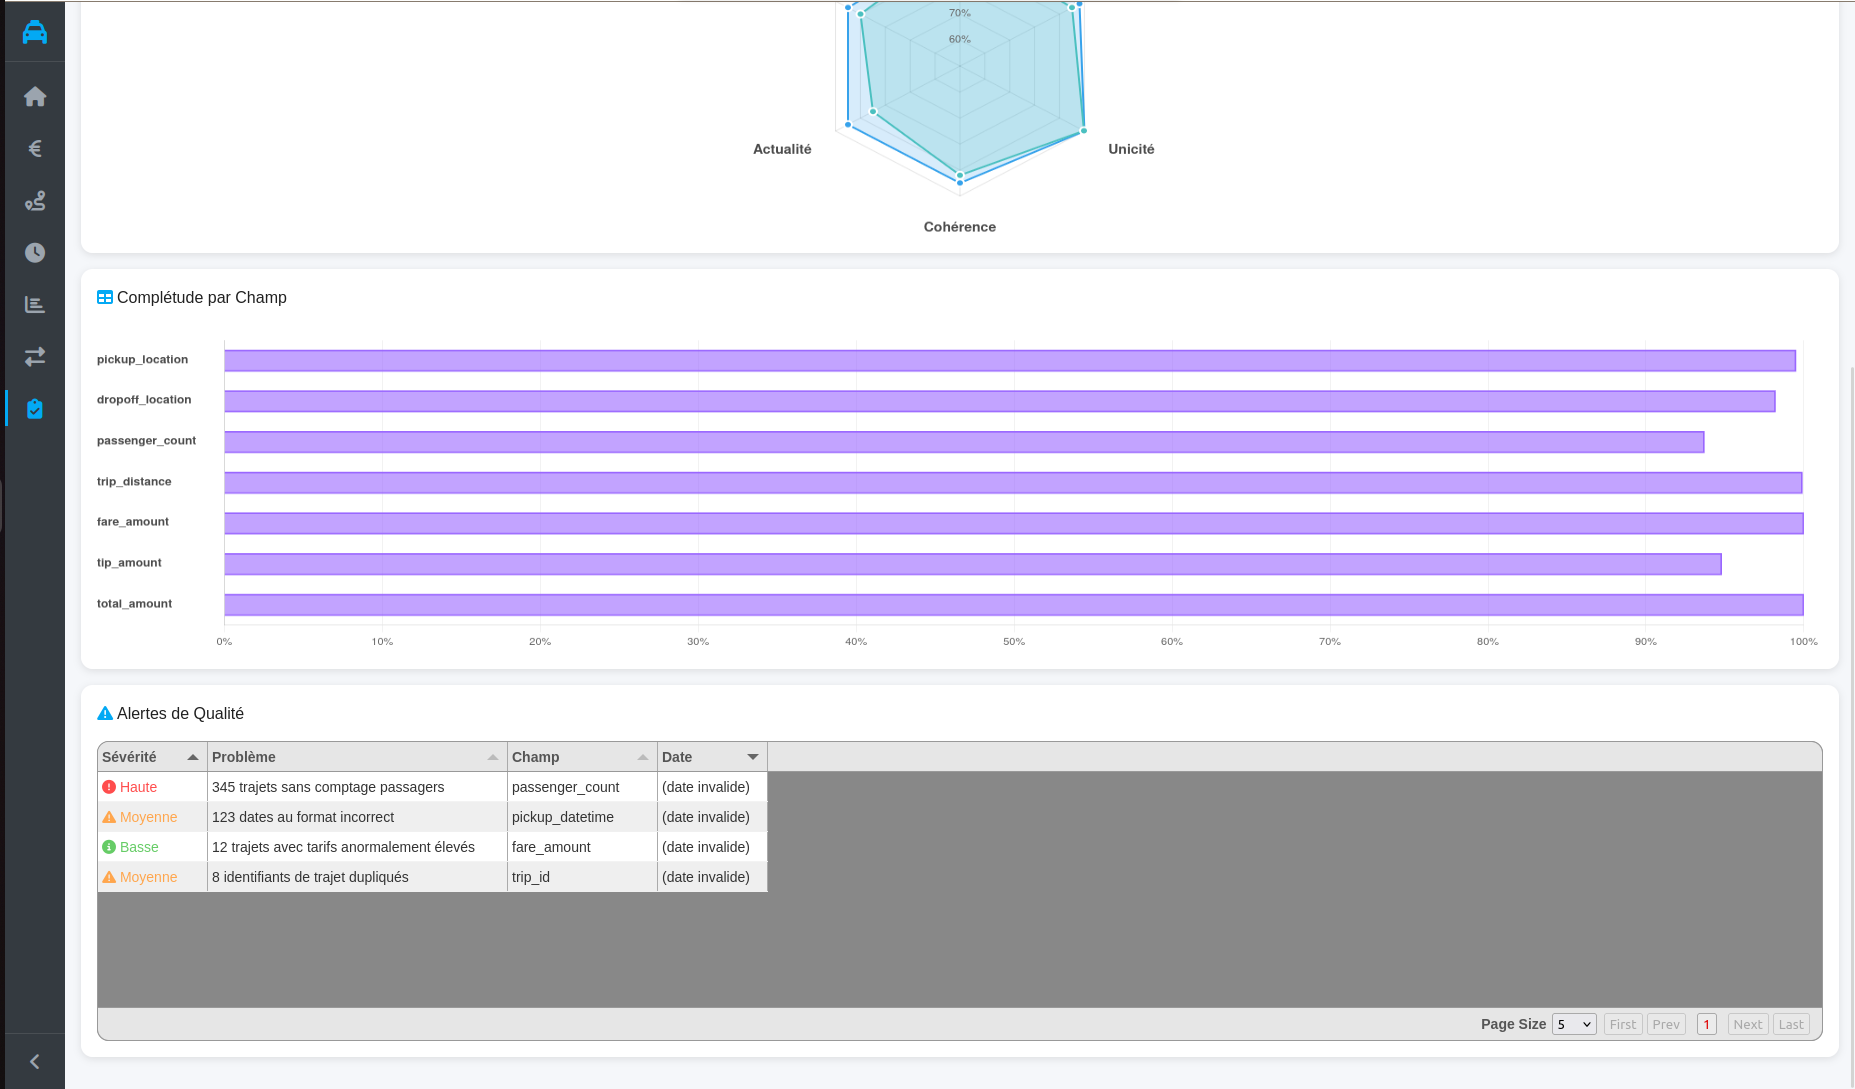 70%
60%
Actualité
Unicité
Cohérence
Complétude par Champ
pickup_location
dropoff_location
passenger_count
trip_distance
fare_amount
tip_amount
total_amount
0% 10% 20% 30% 40% 50% 60% 70% 80% 90% 100%
Alertes de Qualité
Sévérité Problème Champ Date
Haute 345 trajets sans comptage passagers passenger_count (date invalide)
Moyenne 123 dates au format incorrect pickup_datetime (date invalide)
Basse 12 trajets avec tarifs anormalement élevés fare_amount (date invalide)
Moyenne 8 identifiants de trajet dupliqués trip_id (date invalide)
Page Size 5 First Prev 1 Next Last